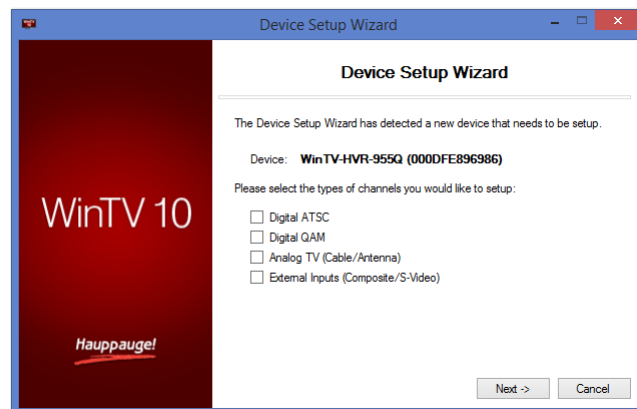 Device Setup Wizard
Device Setup Wizard
The Device Setup Wizard has detected a new device that needs to be setup.
Device: WinTV-HVR-955Q (000DFE896986)
Please select the types of channels you would like to setup:
WinTV 10
Digital ATSC
Digital QAM
Analog TV (Cable/Antenna)
External Inputs (Composite/S-Video)
Hauppauge!
Next -> Cancel